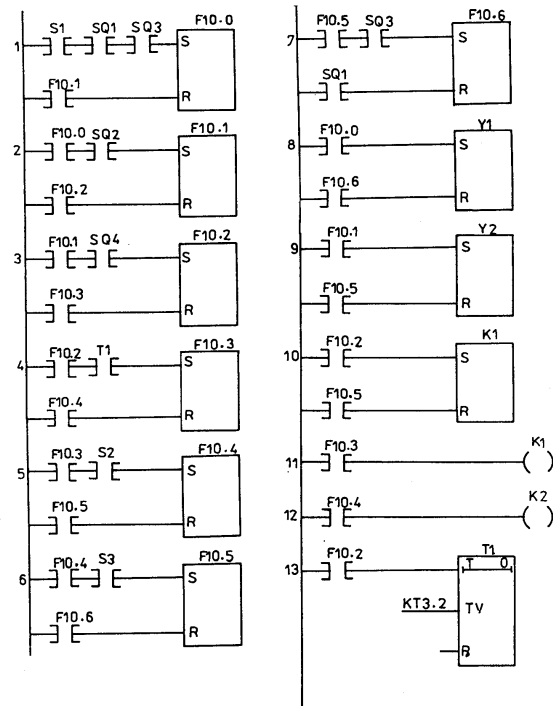 S1 SQ1 SQ3 F10.0
1 S
F10.1 R
F10.0 SQ2 F10.1
2 S
F10.2 R
F10.1 SQ4 F10.2
3 S
F10.3 R
F10.2 T1 F10.3
4 S
F10.4 R
F10.3 S2 F10.4
5 S
F10.5 R
F10.4 S3 F10.5
6 S
F10.6 R
F10.5 SQ3 F10.6
7 S
SQ1 R
F10.0 Y1
8 S
F10.6 R
F10.1 Y2
9 S
F10.5 R
F10.2 K1
10 S
F10.5 R
F10.3 K1
11
F10.4 K2
12
F10.2 T1
13 T 0
KT3.2 TV
R